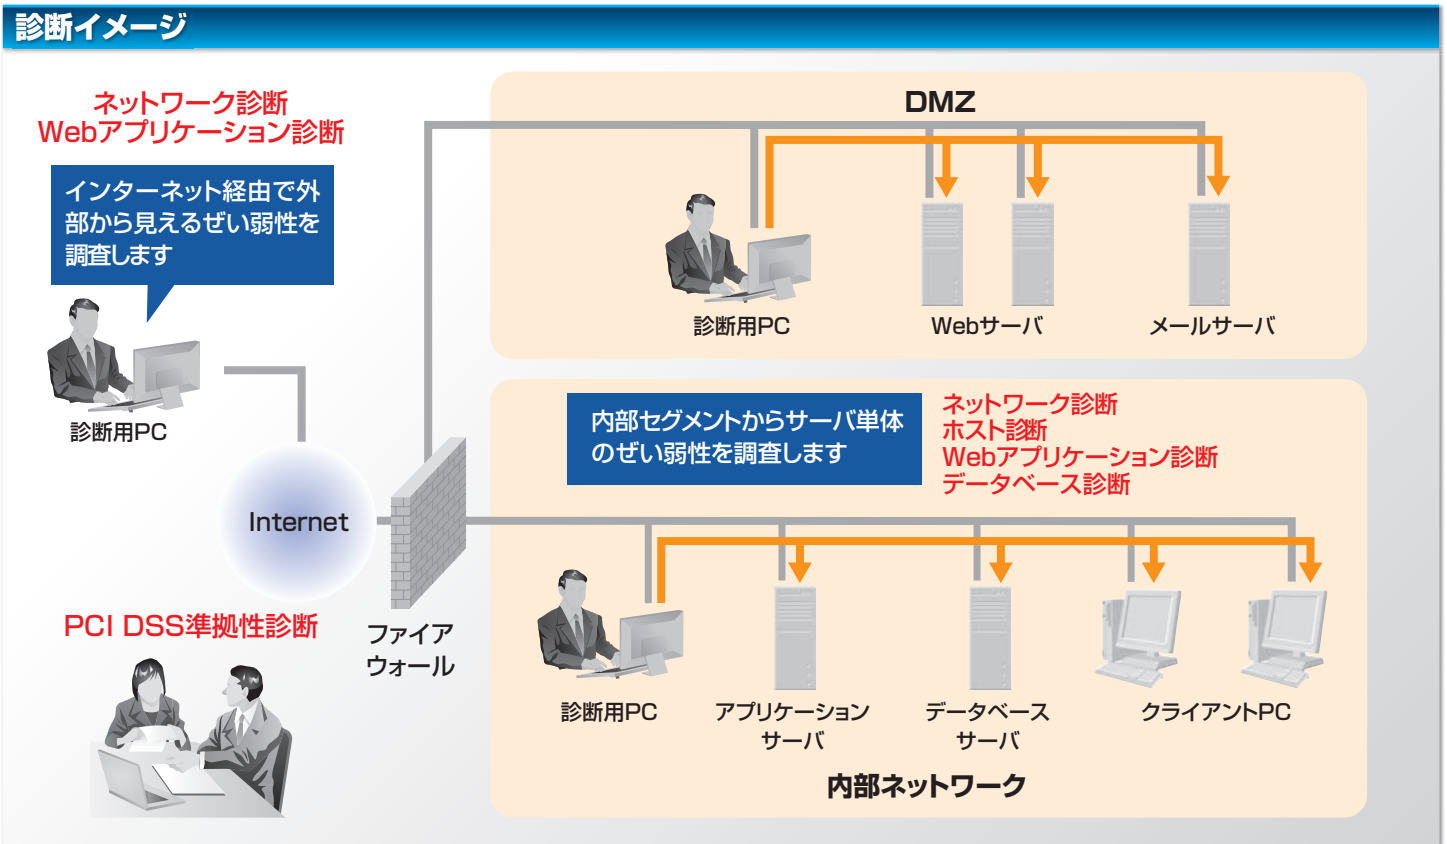 診断イメージ
ネットワーク診断
Webアプリケーション診断
インターネット経由で外
部から見えるぜい弱性を
調査します
診断用PC
Internet
PCI DSS準拠性診断
ファイア
ウォール
DMZ
診断用PC
Webサーバ
メールサーバ
内部セグメントからサーバ単体
のぜい弱性を調査します
ネットワーク診断
ホスト診断
Webアプリケーション診断
データベース診断
診断用PC
アプリケーション
サーバ
データベース
サーバ
クライアントPC
内部ネットワーク